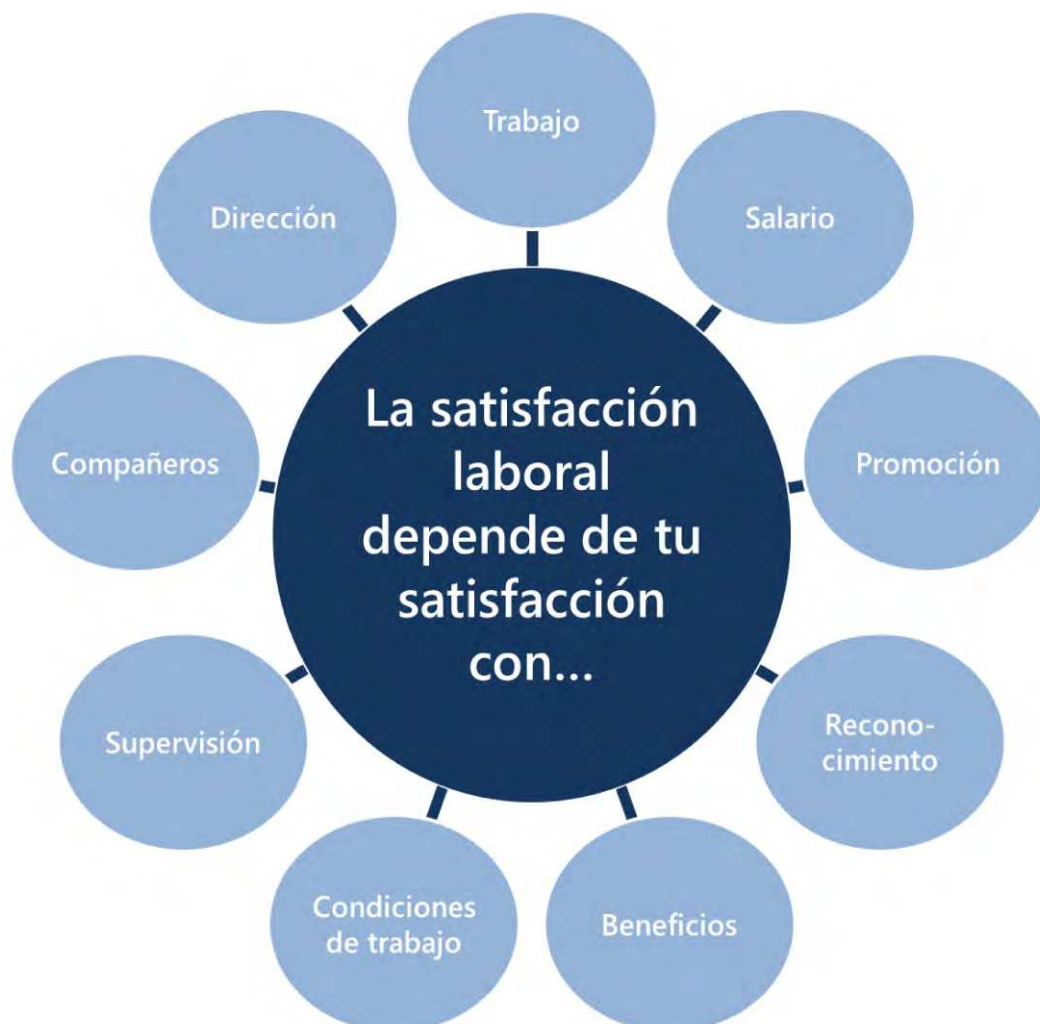 La satisfacción
laboral
depende de tu
satisfacción
con...
Trabajo
Salario
Promoción
Recono-
cimiento
Beneficios
Condiciones
de trabajo
Supervisión
Compañeros
Dirección